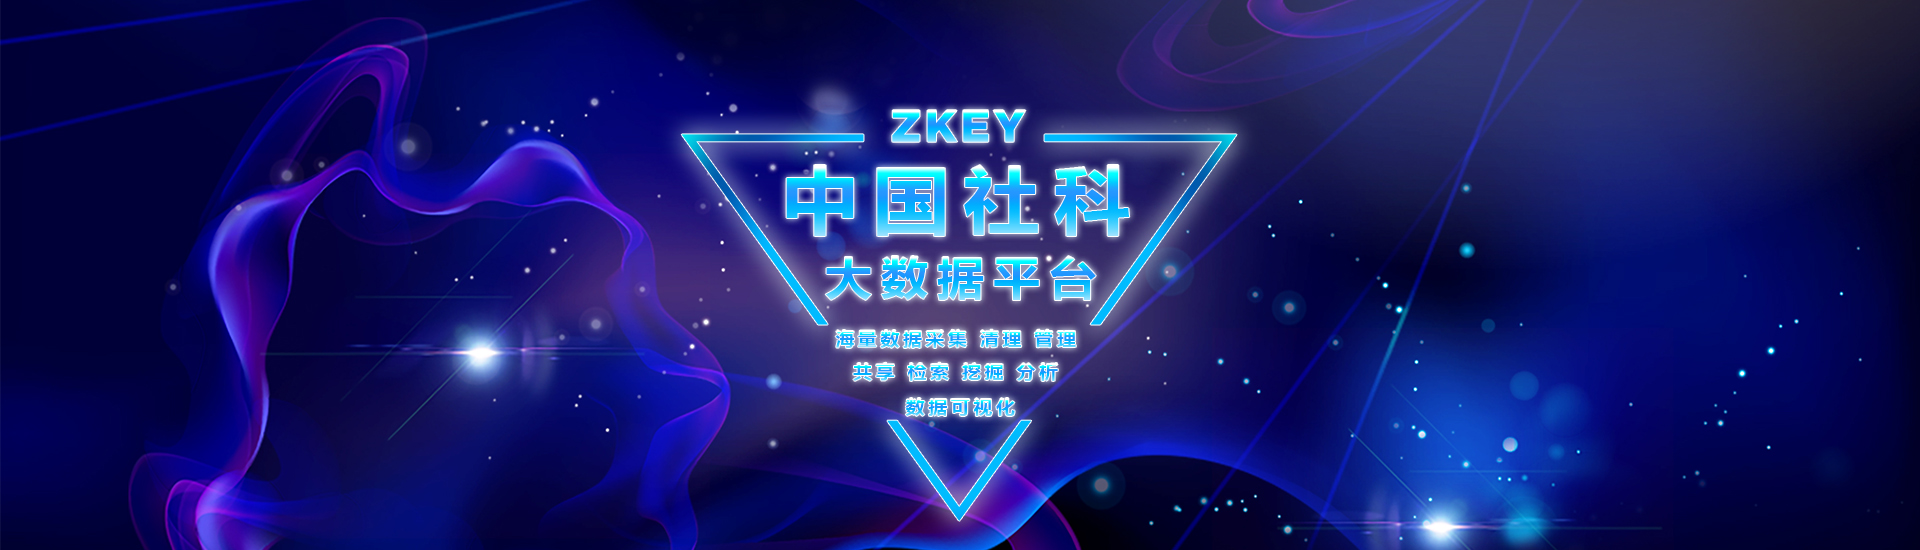 ZKEY
中国社科
大数据平台
海量数据采集 清理 管理
共享 检索 挖掘 分析
数据可视化